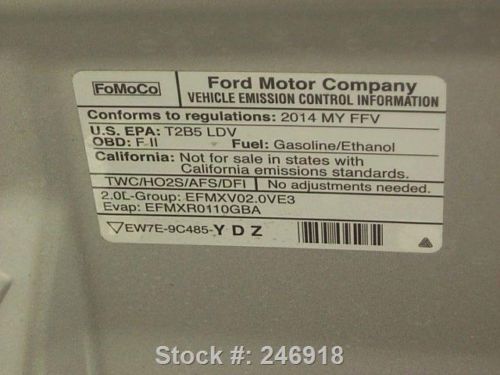 FoMoCo
Ford Motor Company
VEHICLE EMISSION CONTROL INFORMATION
Conforms to regulations: 2014 MY FFV
U.S. EPA: T2B5 LDV
OBD: F II Fuel: Gasoline/Ethanol
California: Not for sale in states with
California emissions standards.
TWC/HO2S/AFS/DFI No adjustments needed.
2.0L-Group: EFMXV02.0VE3
Evap: EFMXR0110GBA
EW7E-9C485-Y D Z
Stock #: 246918